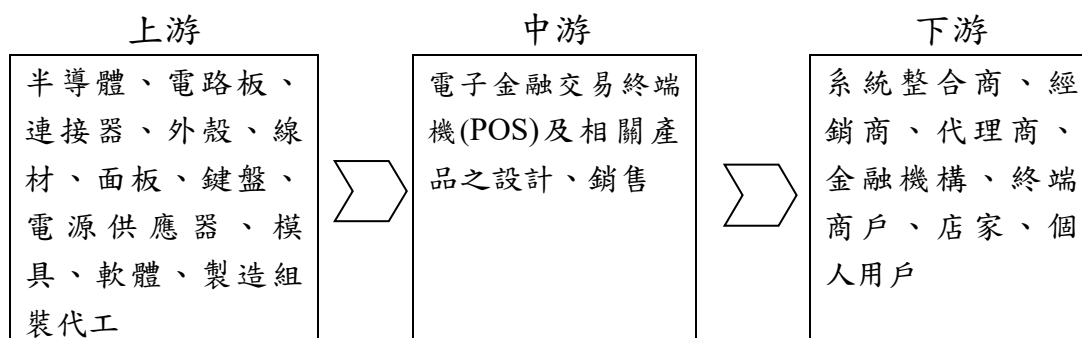 上游
半導體、電路板、
連接器、外殼、線
材、面板、鍵盤、
電源供應器、模
具、軟體、製造組
裝代工
中游
電子金融交易終端
機(POS)及相關產
品之設計、銷售
下游
系統整合商、經
銷商、代理商、
金融機構、終端
商戶、店家、個
人用戶